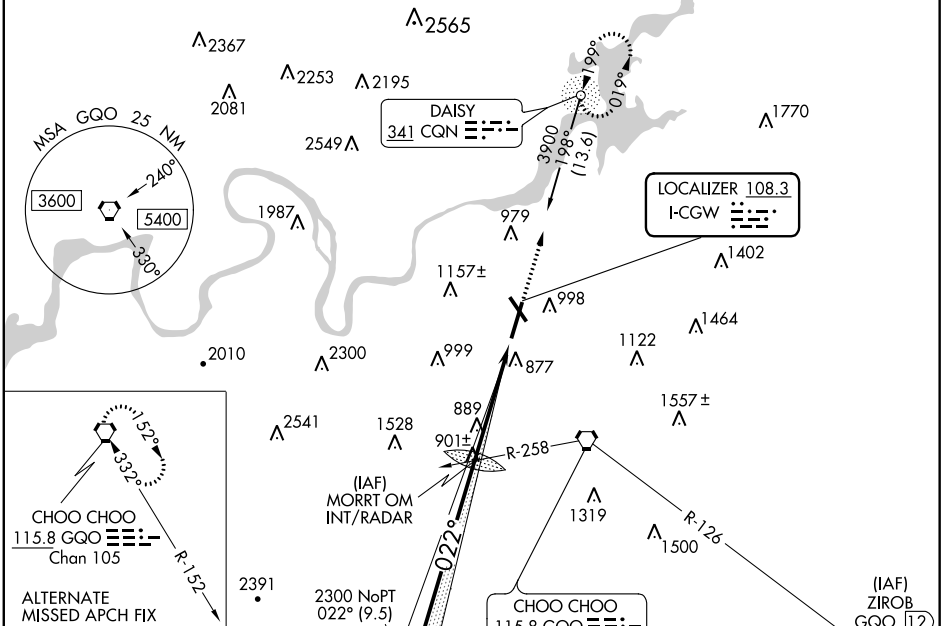 2565
2367
2253
2195
2081
199°
019°
DAISY
341 CQN
1770
MSA GQO 25 NM
240°
3600
5400
330°
2549
3900
198°
(13.6)
LOCALIZER 108.3
I-CGW
1987
979
1402
1157±
998
1464
2010
2300
999
877
1122
152°
332°
2541
1528
889
901±
R-258
1557±
(IAF)
MORRT OM
INT/RADAR
CHOO CHOO
115.8 GQO
Chan 105
R-152
1319
R-126
1500
022°
ALTERNATE
MISSED APCH FIX
2391
2300 NoPT
022° (9.5)
CHOO CHOO
115.8 GQO
(IAF)
ZIROB
GQO 12